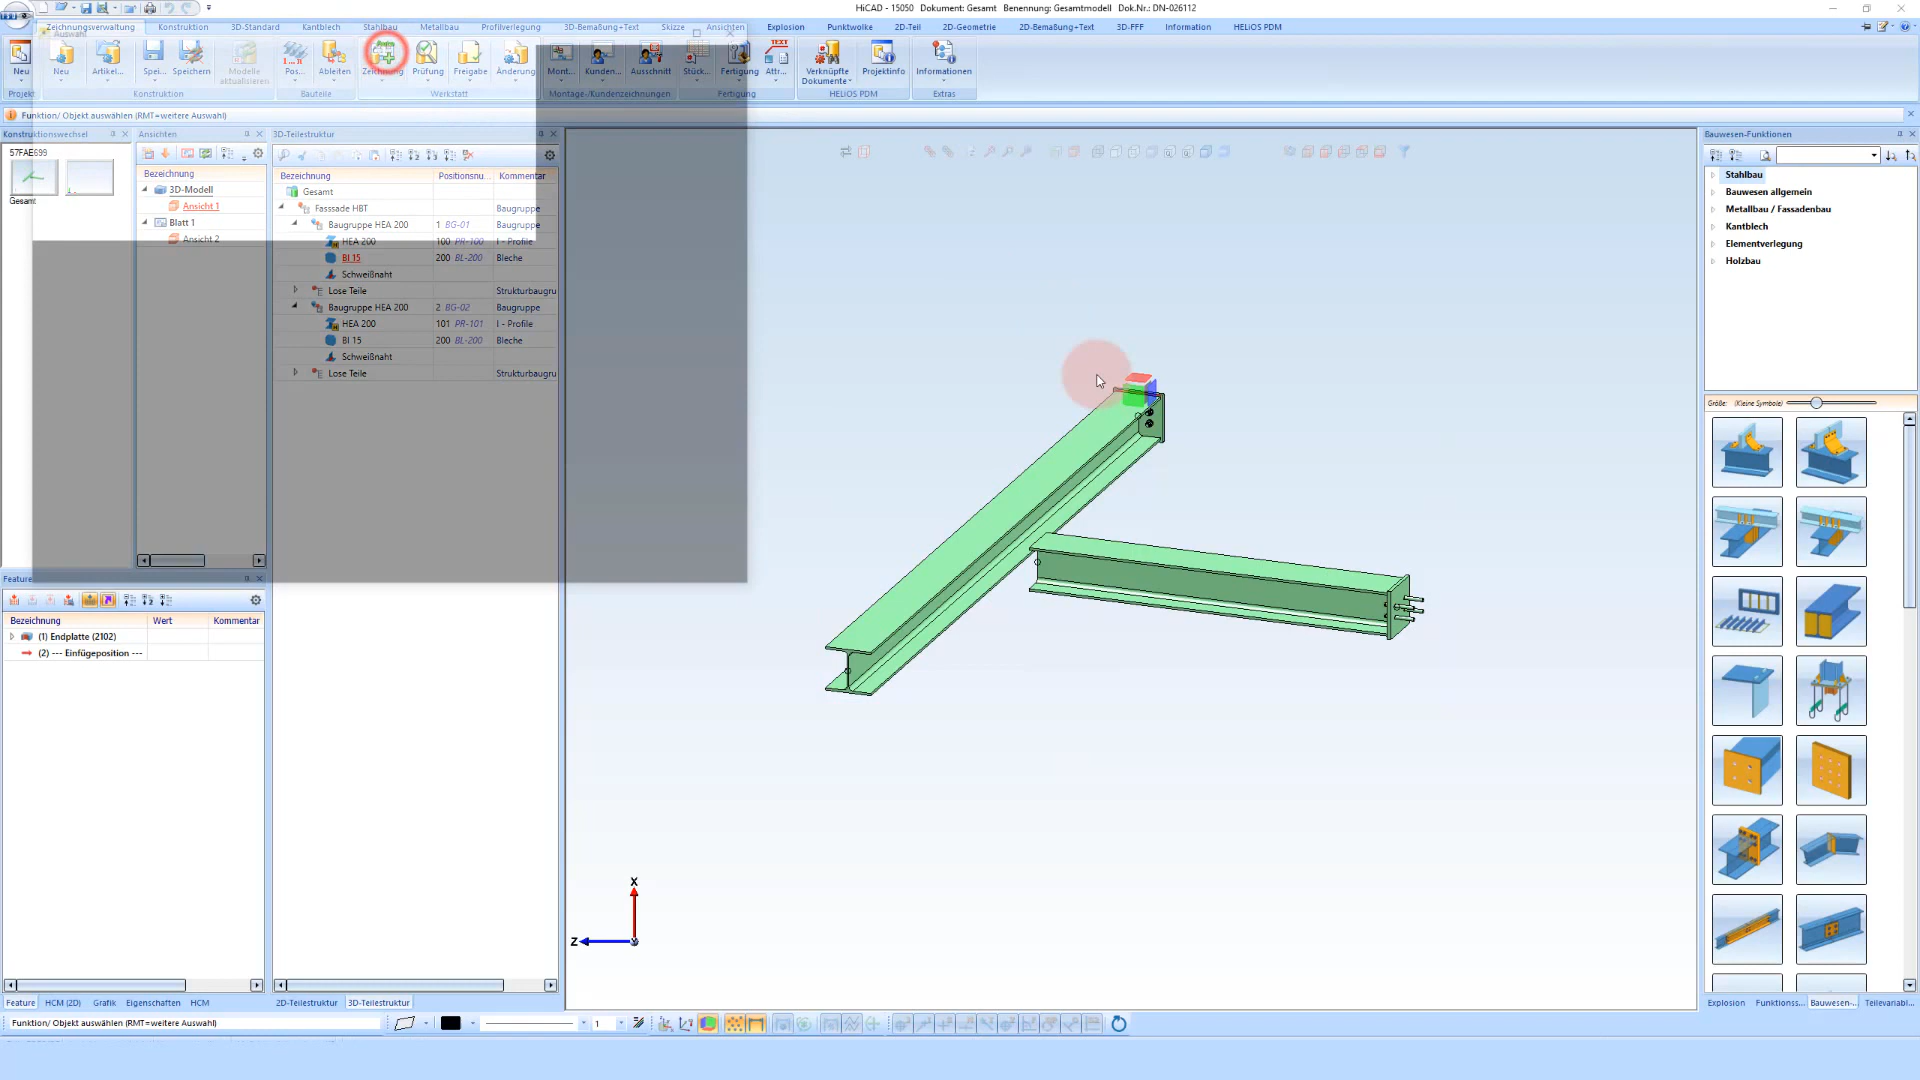 HiCAD - 15050 Dokument: Gesamt Benennung: Gesamtmodell Dok.Nr.: DN-026112
Zeichnungsverwaltung Konstruktion 3D-Standard Kantblech Stahlbau Metallbau Profilverlegung 3D-Bemaßung+Text Skizze Ansichten Explosion Punktwolke 2D-Teil 2D-Geometrie 2D-Bemaßung+Text 3D-FFF Information HELiOS PDM
Auswahl
Neu Neu Artikel... Spei... Speichern Modelle aktualisieren Pos... Ableiten Zeichnung Prüfung Freigabe Änderung Mont... Kunden... Ausschnitt Stück... Fertigung Attr... Verknüpfte Dokumente Projektinfo Informationen
Projekt Konstruktion Bauteile Werkstatt Montage-/Kundenzeichnungen Fertigung HELiOS PDM Extras
Funktion/ Objekt auswählen (RMT=weitere Auswahl)
Konstruktionswechsel Ansichten 3D-Teilestruktur Bauwesen-Funktionen
57FAE699
Gesamt
Bezeichnung
3D-Modell
Ansicht 1
Blatt 1
Ansicht 2
Bezeichnung Positionsnu... Kommentar
Gesamt
Fasssade HBT Baugruppe
Baugruppe HEA 200 1 BG-01 Baugruppe
HEA 200 100 PR-100 I - Profile
Bl 15 200 BL-200 Bleche
Schweißnaht
Lose Teile Strukturbaugru
Baugruppe HEA 200 2 BG-02 Baugruppe
HEA 200 101 PR-101 I - Profile
Bl 15 200 BL-200 Bleche
Schweißnaht
Lose Teile Strukturbaugru
Stahlbau
Bauwesen allgemein
Metallbau / Fassadenbau
Kantblech
Elementverlegung
Holzbau
Größe: (Kleine Symbole)
Feature
Bezeichnung Wert Kommentar
(1) Endplatte (2102)
(2) --- Einfügeposition ---
X
Z
Feature HCM (2D) Grafik Eigenschaften HCM 2D-Teilestruktur 3D-Teilestruktur
Explosion Funktionss... Bauwesen-... Teilevariabl...
Funktion/ Objekt auswählen (RMT=weitere Auswahl) 1